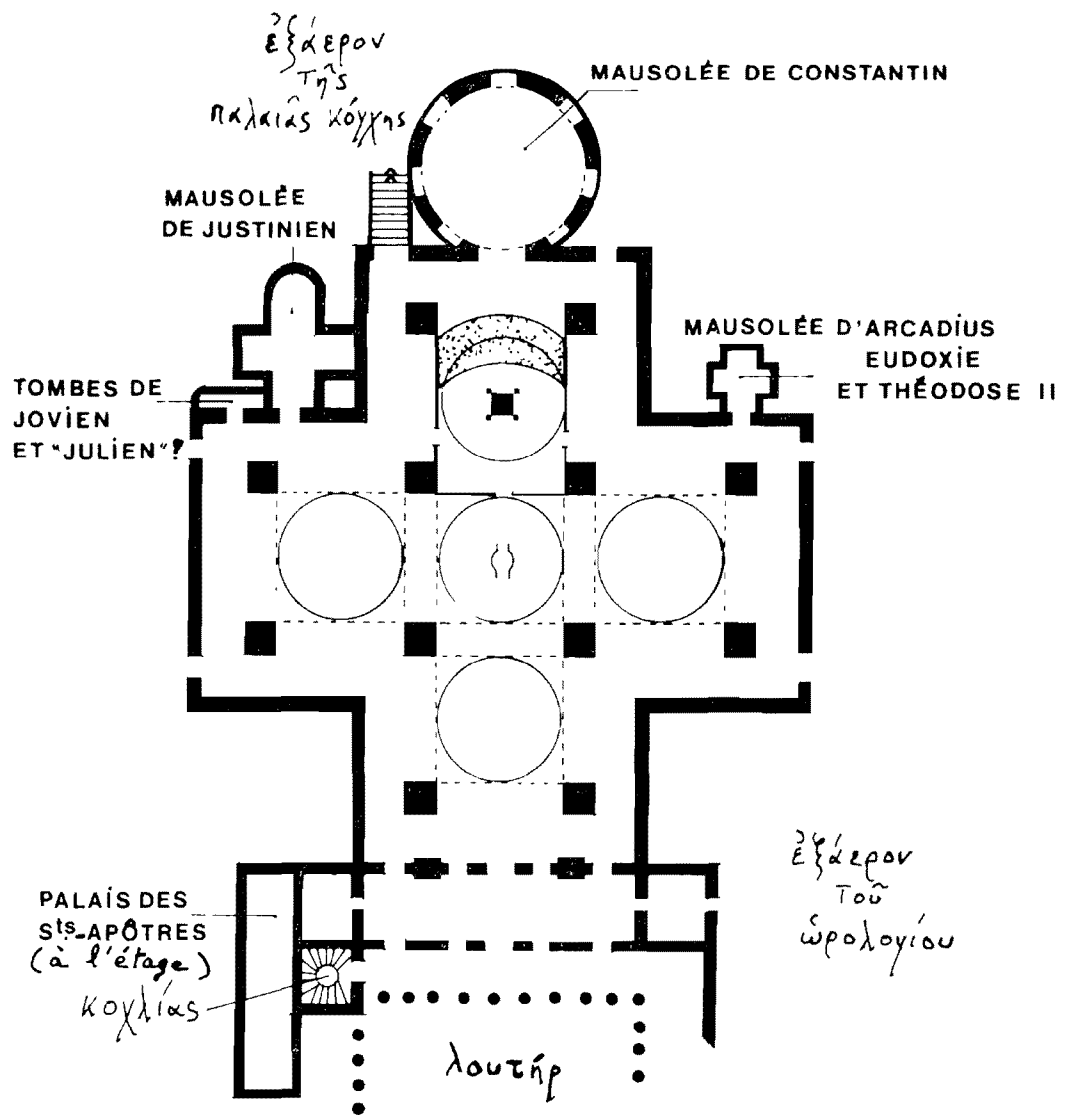 ἐξάερον
τῆς
παλαιᾶς κόγχης
MAUSOLÉE DE CONSTANTIN
MAUSOLÉE
DE JUSTINIEN
MAUSOLÉE D'ARCADIUS
EUDOXIE
ET THÉODOSE II
TOMBES DE
JOVIEN
ET "JULIEN"?
ἐξάερον
τοῦ
ὡρολογίου
PALAIS DES
Sts-APÔTRES
(à l'étage)
κοχλίας
λουτήρ